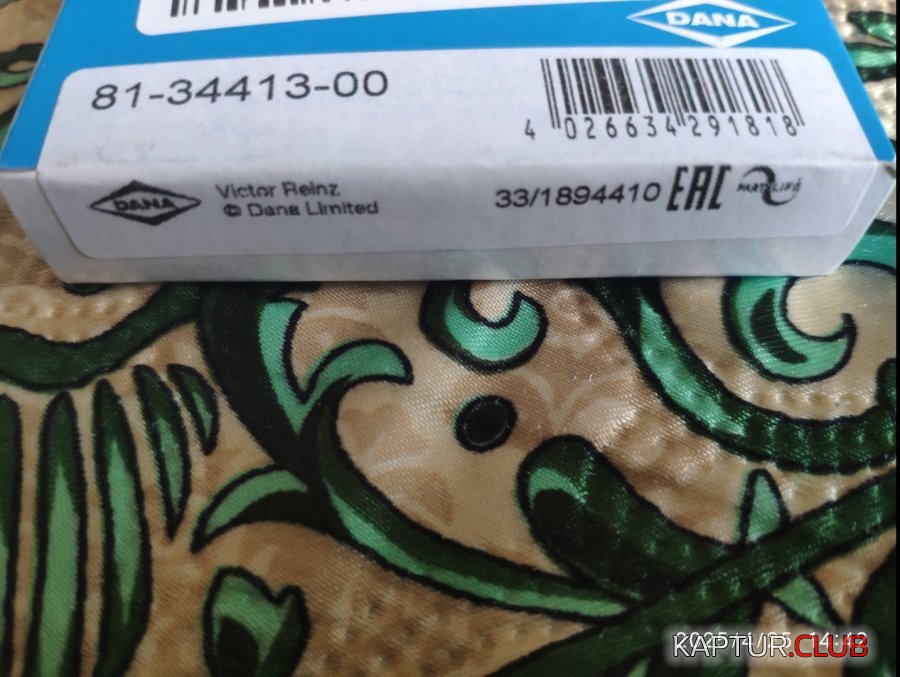 DANA
81-34413-00
4 026634 291818
DANA
Victor Reinz
© Dana Limited
33/1894410
EAC
KAPTUR.CLUB